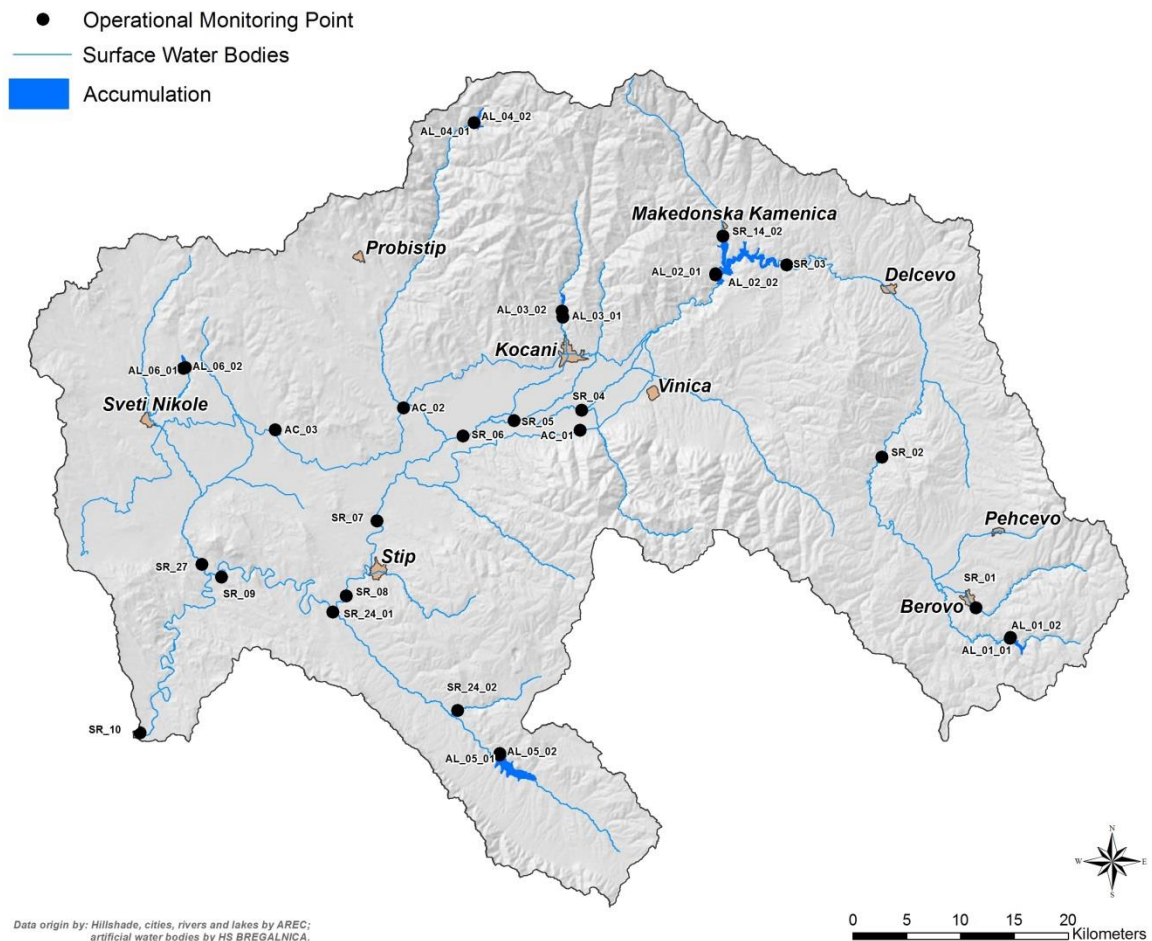 Operational Monitoring Point
Surface Water Bodies
Accumulation
AL_04_02
AL_04_01
Makedonska Kamenica
SR_14_02
Probistip
SR_03
AL_02_01
AL_02_02
Delcevo
AL_03_02
AL_03_01
Kocani
AL_06_01
AL_06_02
Vinica
Sveti Nikole
AC_02
SR_04
SR_05
AC_03
SR_06
AC_01
SR_02
SR_07
Pehcevo
Stip
SR_27
SR_09
SR_01
SR_08
Berovo
SR_24_01
AL_01_02
AL_01_01
SR_24_02
SR_10
AL_05_02
AL_05_01
N
W
E
S
Data origin by: Hillshade, cities, rivers and lakes by AREC;
artificial water bodies by HS BREGALNICA.
0 5 10 15 20
Kilometers